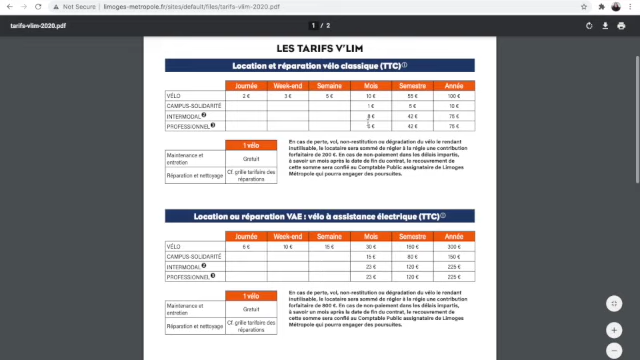 Not Secure | limoges-metropole.fr/sites/default/files/tarifs-vlim-2020.pdf
tarifs-vlim-2020.pdf
1 / 2
LES TARIFS V'LIM
Location et réparation vélo classique (TTC)①
Journée Week-end Semaine Mois Semestre Année
VÉLO 2 € 3 € 5 € 10 € 55 € 100 €
CAMPUS-SOLIDARITÉ 1 € 5 € 10 €
INTERMODAL❷ 8 € 42 € 75 €
PROFESSIONNEL❸ 8 € 42 € 75 €
1 vélo
Maintenance et entretien Gratuit
Réparation et nettoyage Cf. grille tarifaire des réparations
En cas de perte, vol, non-restitution ou dégradation du vélo le rendant
inutilisable, le locataire sera sommé de régler à la régie une contribution
forfaitaire de 200 €. En cas de non-paiement dans les délais impartis,
à savoir un mois après la date de fin du contrat, le recouvrement de
cette somme sera confié au Comptable Public assignataire de Limoges
Métropole qui pourra engager des poursuites.
Location ou réparation VAE : vélo à assistance électrique (TTC)①
Journée Week-end Semaine Mois Semestre Année
VÉLO 6 € 10 € 15 € 30 € 160 € 300 €
CAMPUS-SOLIDARITÉ 15 € 80 € 150 €
INTERMODAL❷ 23 € 120 € 225 €
PROFESSIONNEL❸ 23 € 120 € 225 €
1 vélo
Maintenance et entretien Gratuit
Réparation et nettoyage Cf. grille tarifaire des réparations
En cas de perte, vol, non-restitution ou dégradation du vélo le rendant
inutilisable, le locataire sera sommé de régler à la régie une contribution
forfaitaire de 800 €. En cas de non-paiement dans les délais impartis,
à savoir un mois après la date de fin du contrat, le recouvrement de
cette somme sera confié au Comptable Public assignataire de Limoges
Métropole qui pourra engager des poursuites.